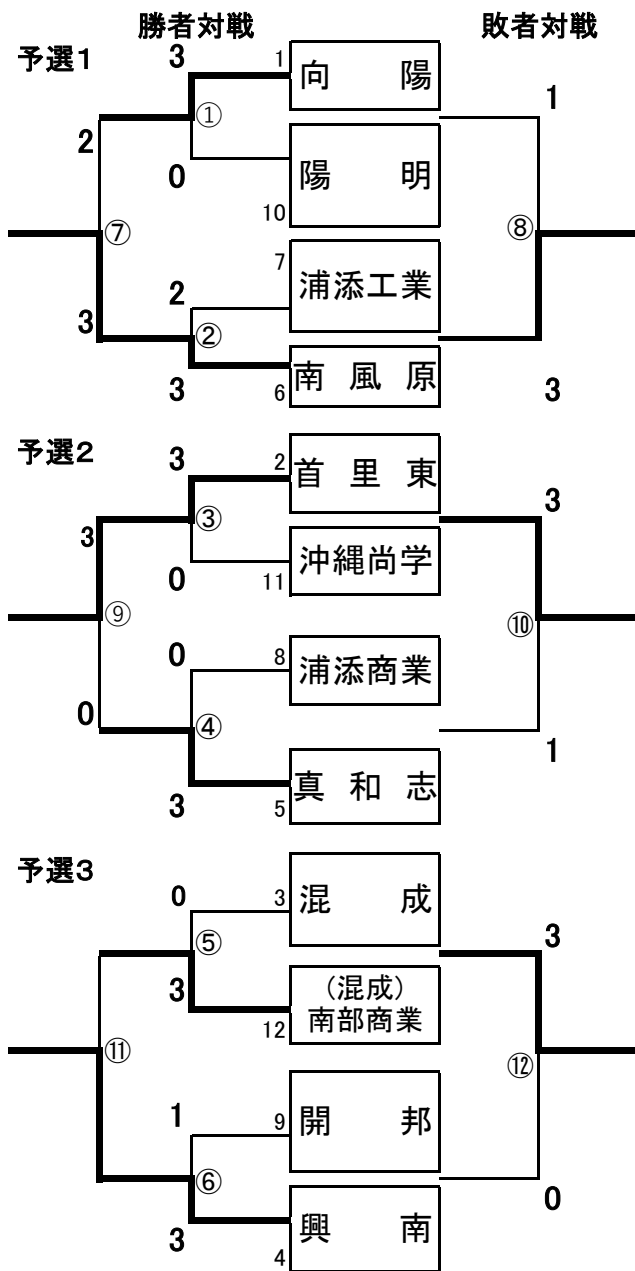 勝者対戦 敗者対戦
予選1
3 1 向 陽 1
① 
2
0 陽 明
10
⑦ ⑧
7 浦添工業
2
3 ②
3 6 南 風 原 3
予選2
3 2 首 里 東 3
3 ③
0 11 沖縄尚学
⑨ ⑩
0 8 浦添商業
0 ④
1
3 5 真 和 志
予選3
0 3 混 成
⑤ 3
3 (混成)
12 南部商業
⑪ ⑫
1 9 開 邦
⑥ 0
3 4 興 南